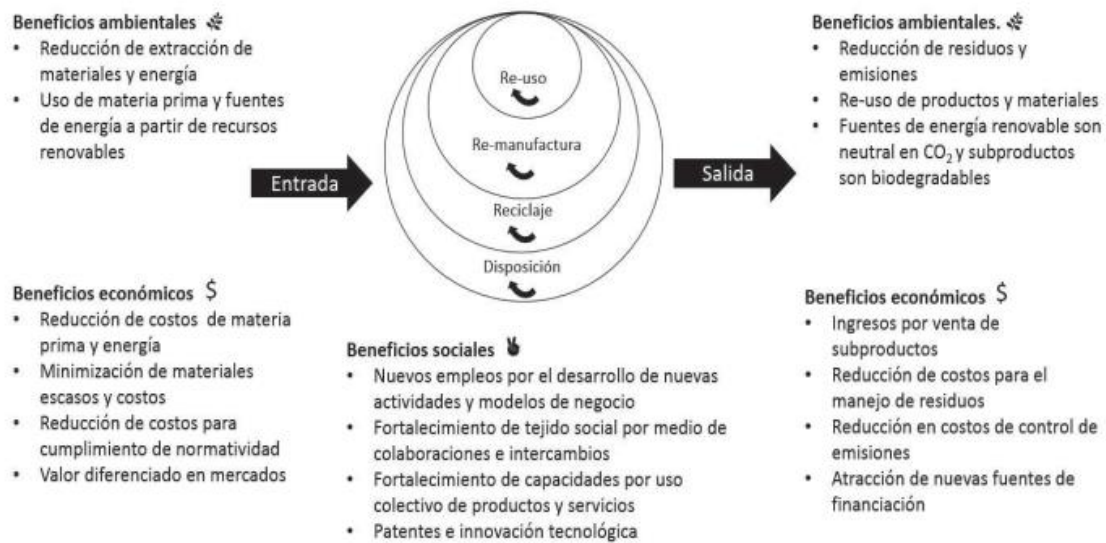 Beneficios ambientales
• Reducción de extracción de
materiales y energía
• Uso de materia prima y fuentes
de energía a partir de recursos
renovables
Entrada
Beneficios económicos $
• Reducción de costos de materia
prima y energía
• Minimización de materiales
escasos y costos
• Reducción de costos para
cumplimiento de normatividad
• Valor diferenciado en mercados
Re-uso
Re-manufactura
Reciclaje
Disposición
Beneficios sociales
• Nuevos empleos por el desarrollo de nuevas
actividades y modelos de negocio
• Fortalecimiento de tejido social por medio de
colaboraciones e intercambios
• Fortalecimiento de capacidades por uso
colectivo de productos y servicios
• Patentes e innovación tecnológica
Salida
Beneficios ambientales.
• Reducción de residuos y
emisiones
• Re-uso de productos y materiales
• Fuentes de energía renovable son
neutral en CO₂ y subproductos
son biodegradables
Beneficios económicos $
• Ingresos por venta de
subproductos
• Reducción de costos para el
manejo de residuos
• Reducción en costos de control de
emisiones
• Atracción de nuevas fuentes de
financiación